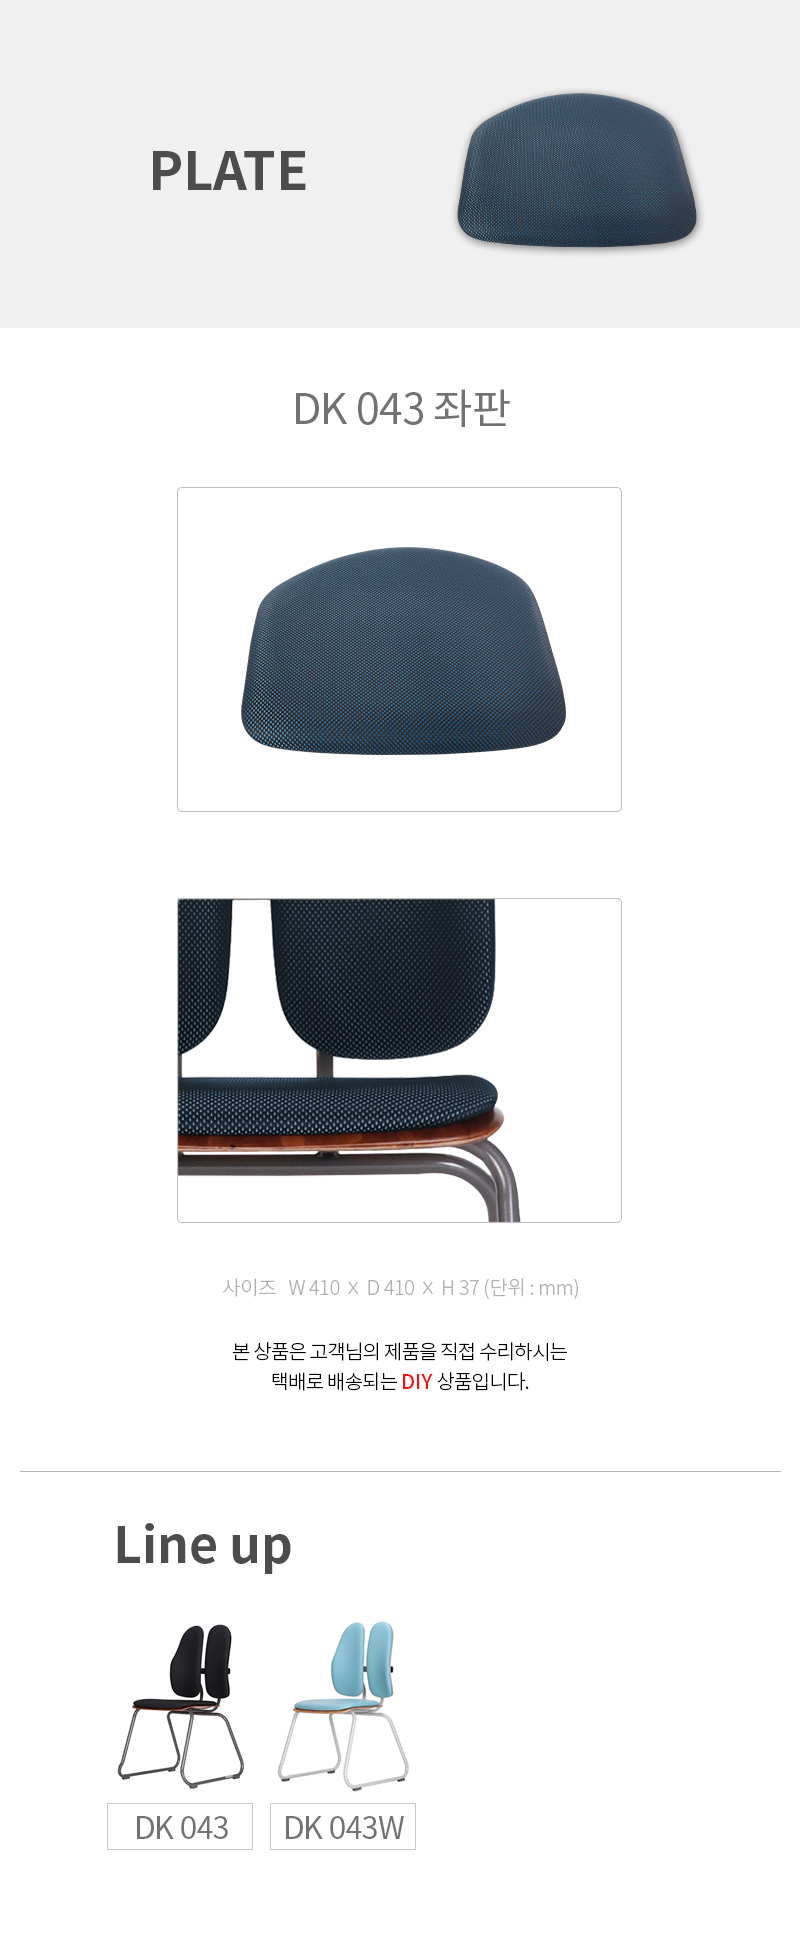 PLATE
DK 043 좌판
사이즈 W 410 X D 410 X H 37 (단위 : mm)
본 상품은 고객님의 제품을 직접 수리하시는
택배로 배송되는 DIY 상품입니다.
Line up
DK 043
DK 043W